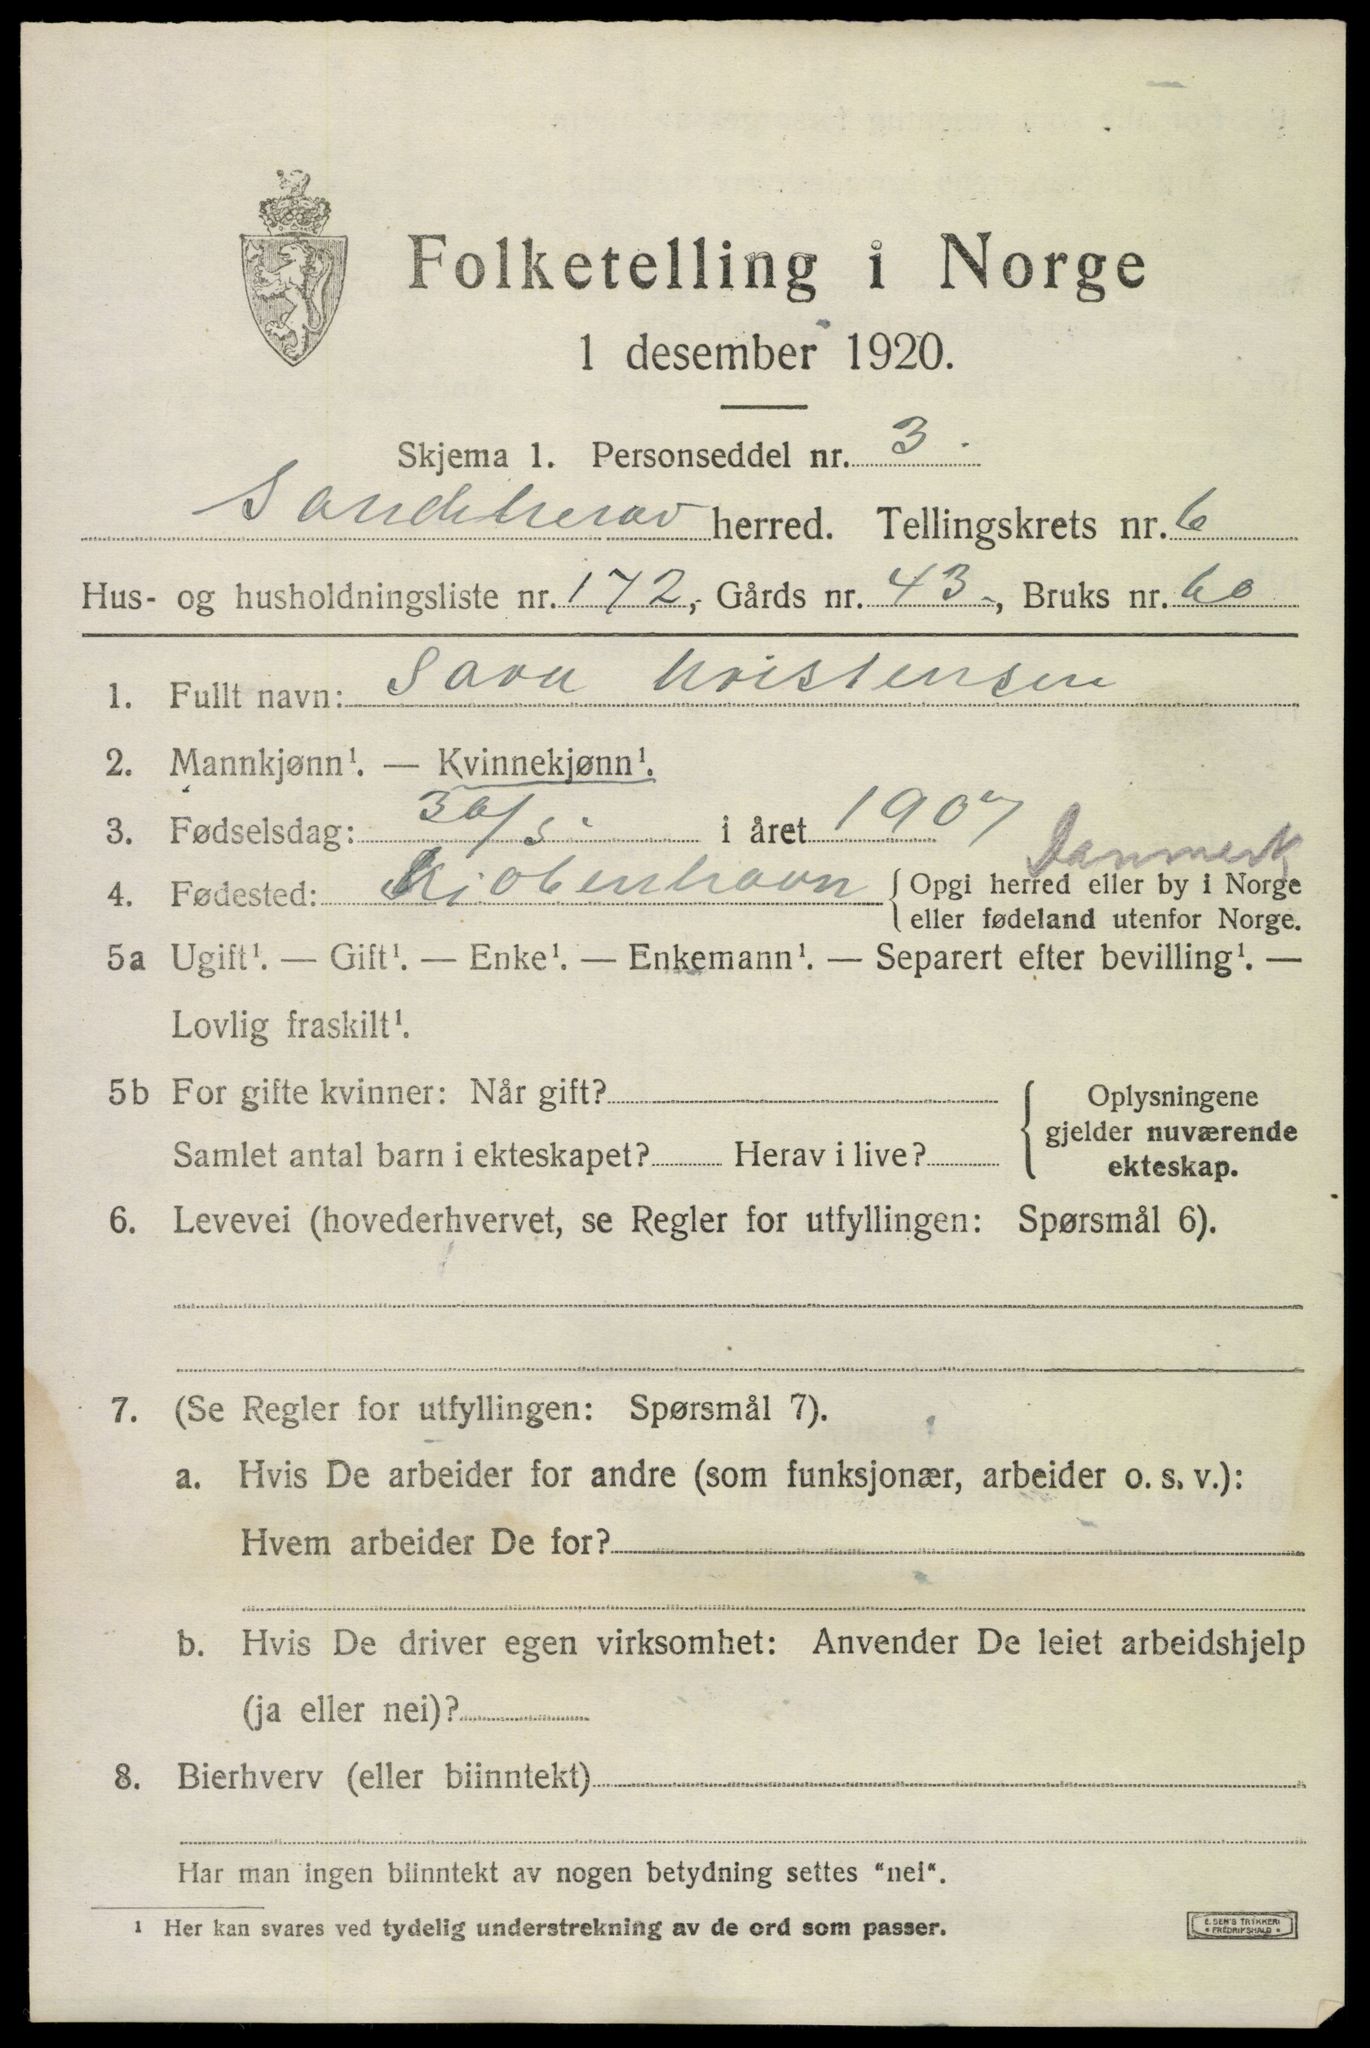 Folketelling i Norge
1 desember 1920.
Skjema 1. Personseddel nr. 3.
Sandeherav herred. Tellingskrets nr. 6
Hus- og husholdningsliste nr. 172, Gårds nr. 43, Bruks nr. 60
1. Fullt navn: Sara Kristensen
2. Mannkjønn¹. — Kvinnekjønn¹.
3. Fødselsdag: 30/5 i året 1907
Danmark
4. Fødested: Kjobenhavn { Opgi herred eller by i Norge
eller fødeland utenfor Norge.
5a Ugift¹. — Gift¹. — Enke¹. — Enkemann¹. — Separert efter bevilling¹. —
Lovlig fraskilt¹.
5b For gifte kvinner: Når gift? { Oplysningene
gjelder nuværende
Samlet antal barn i ekteskapet? Herav i live?
ekteskap.
6. Levevei (hovederhvervet, se Regler for utfyllingen: Spørsmål 6).
7. (Se Regler for utfyllingen: Spørsmål 7).
a. Hvis De arbeider for andre (som funksjonær, arbeider o. s. v.):
Hvem arbeider De for?
b. Hvis De driver egen virksomhet: Anvender De leiet arbeidshjelp
(ja eller nei)?
8. Bierhverv (eller biinntekt)
Har man ingen biinntekt av nogen betydning settes "nei".
¹ Her kan svares ved tydelig understrekning av de ord som passer.
E. SEM'S TRYKKERI
FREDRIKSHALD